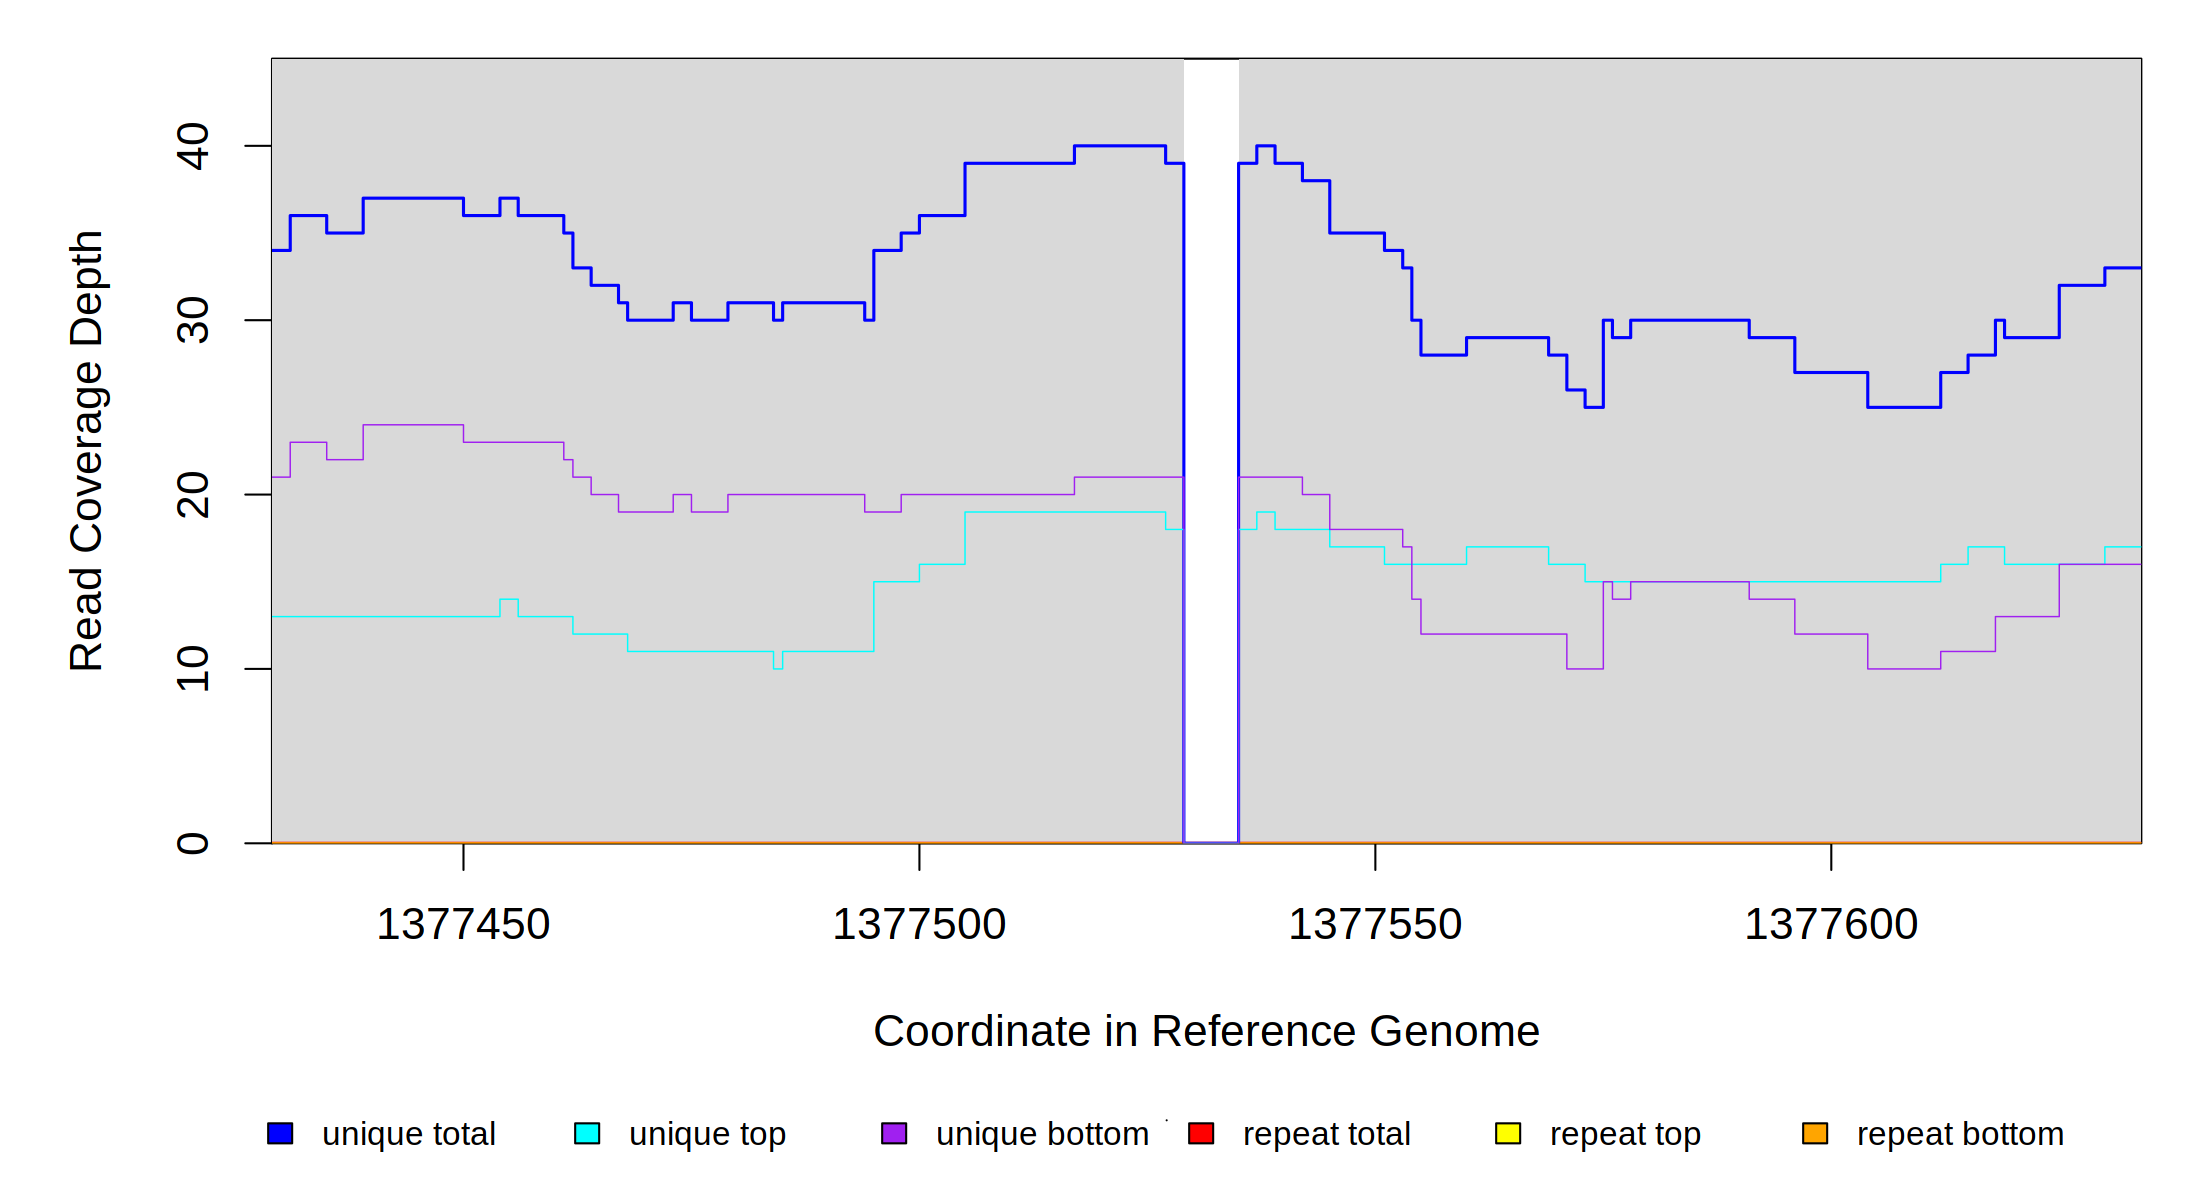 Read Coverage Depth
40
30
20
10
0
1377450 1377500 1377550 1377600
Coordinate in Reference Genome
unique total unique top unique bottom repeat total repeat top repeat bottom